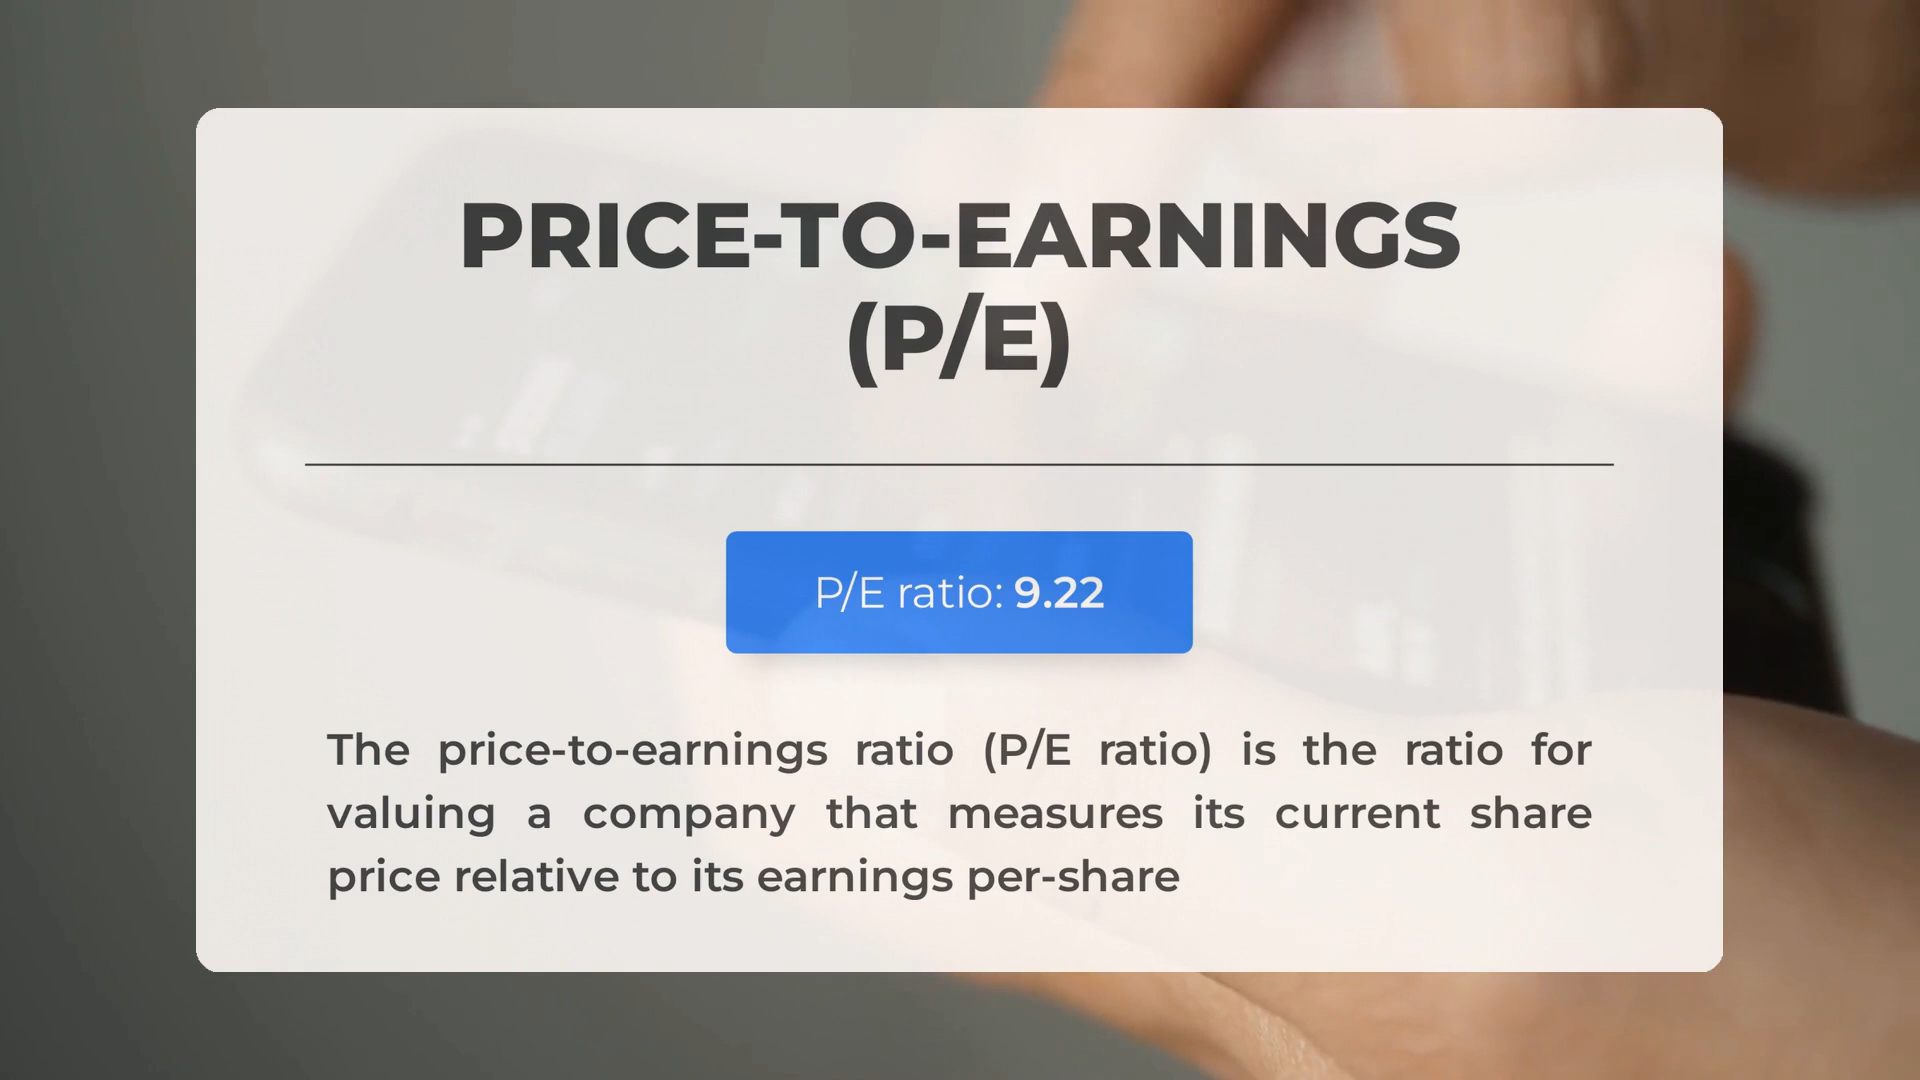 PRICE-TO-EARNINGS
(P/E)
P/E ratio: 9.22
The price-to-earnings ratio (P/E ratio) is the ratio for
valuing a company that measures its current share
price relative to its earnings per-share